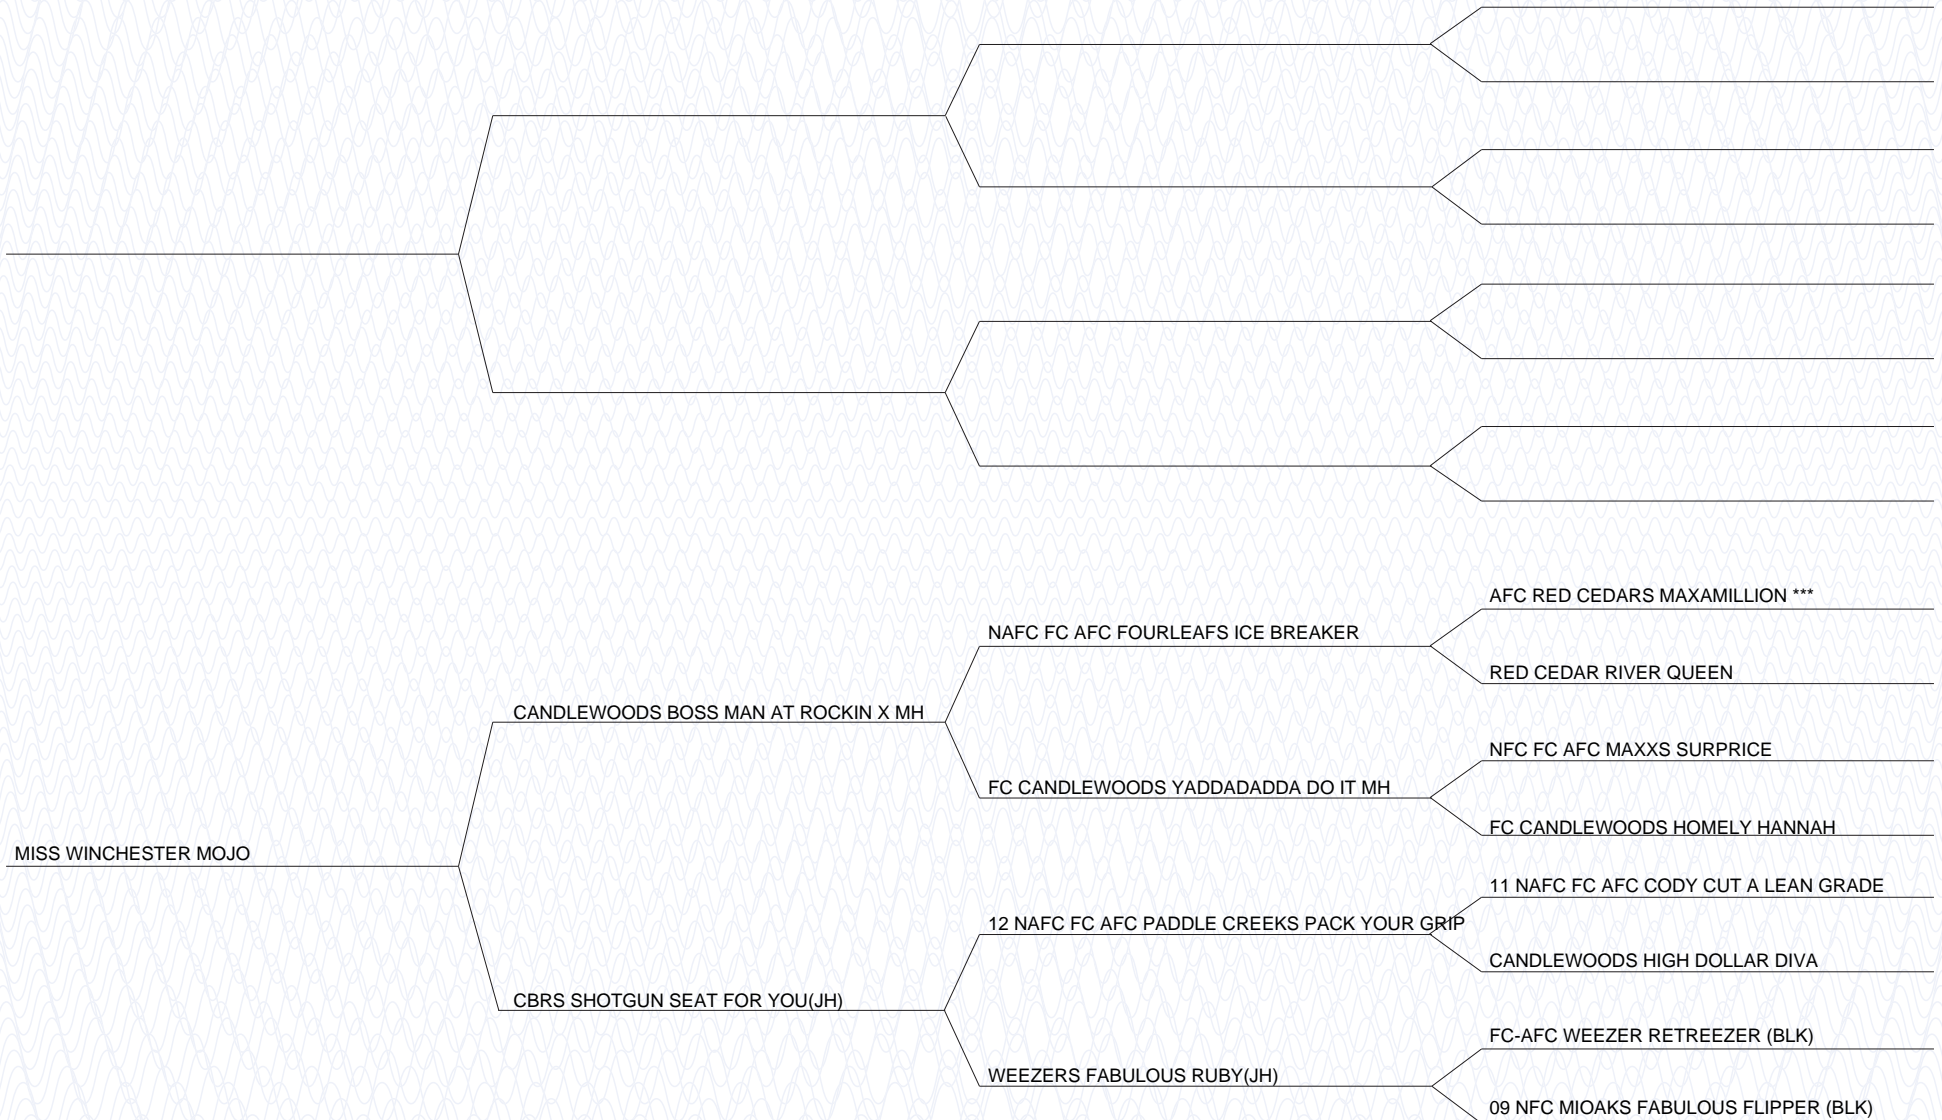 AFC RED CEDARS MAXAMILLION ***
NAFC FC AFC FOURLEAFS ICE BREAKER
RED CEDAR RIVER QUEEN
CANDLEWOODS BOSS MAN AT ROCKIN X MH
NFC FC AFC MAXXS SURPRICE
FC CANDLEWOODS YADDADADDA DO IT MH
FC CANDLEWOODS HOMELY HANNAH
MISS WINCHESTER MOJO
11 NAFC FC AFC CODY CUT A LEAN GRADE
12 NAFC FC AFC PADDLE CREEKS PACK YOUR GRIP
CANDLEWOODS HIGH DOLLAR DIVA
CBRS SHOTGUN SEAT FOR YOU(JH)
FC-AFC WEEZER RETREEZER (BLK)
WEEZERS FABULOUS RUBY(JH)
09 NFC MIOAKS FABULOUS FLIPPER (BLK)